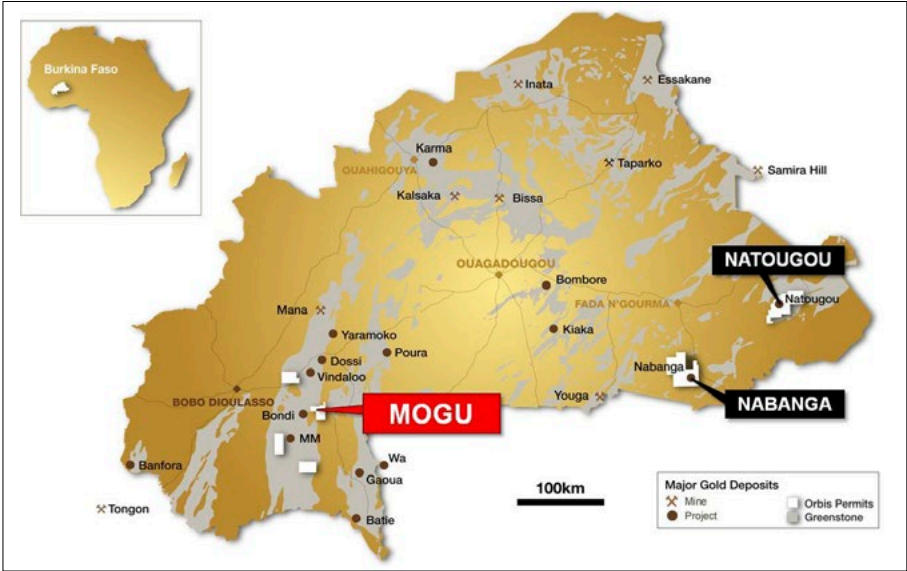 Burkina Faso
Inata
Essakane
Karma
OUAHIGOUYA
Taparko
Samira Hill
Kalsaka
Bissa
OUAGADOUGOU
NATOUGOU
Bombore
FADA N'GOURMA
Natougou
Mana
Yaramoko
Kiaka
Poura
Dossi
Vindaloo
Nabanga
BOBO DIOULASSO
Youga
NABANGA
Bondi
MOGU
MM
Banfora
Wa
Gaoua
Tongon
Batie
100km
Major Gold Deposits
Mine
Project
Orbis Permits
Greenstone